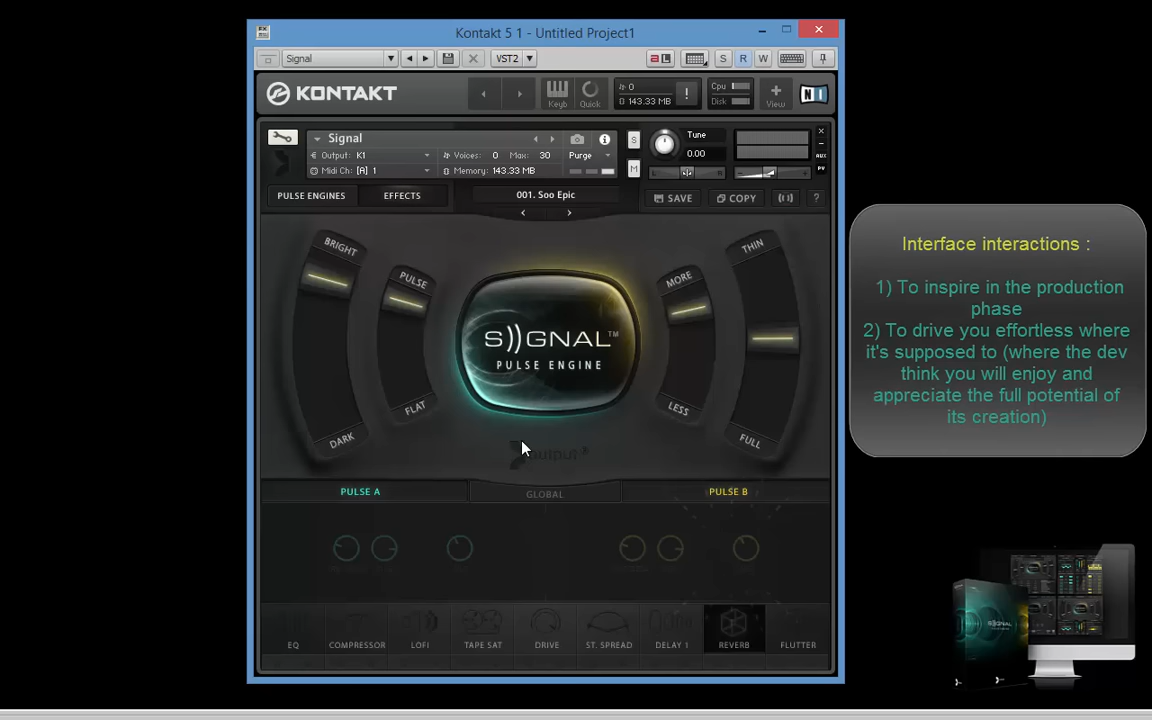 Kontakt 5 1 - Untitled Project1
Signal
VST2
S R W
KONTAKT
Keyb
Quick
0
143.33 MB
!
Cpu
Disk
View
N I
Signal
Output: K1
Voices: 0 Max: 30
Purge
Midi Ch: [A] 1
Memory: 143.33 MB
S
M
Tune
0.00
L R
AUX
PV
PULSE ENGINES
EFFECTS
001. Soo Epic
SAVE
COPY
?
BRIGHT
DARK
PULSE
FLAT
S))GNAL™
PULSE ENGINE
MORE
LESS
THIN
FULL
output
PULSE A
GLOBAL
PULSE B
EQ
COMPRESSOR
LOFI
TAPE SAT
DRIVE
ST. SPREAD
DELAY 1
REVERB
FLUTTER
Interface interactions :
1) To inspire in the production
phase
2) To drive you effortless where
it's supposed to (where the dev
think you will enjoy and
appreciate the full potential of
its creation)
S))GNAL